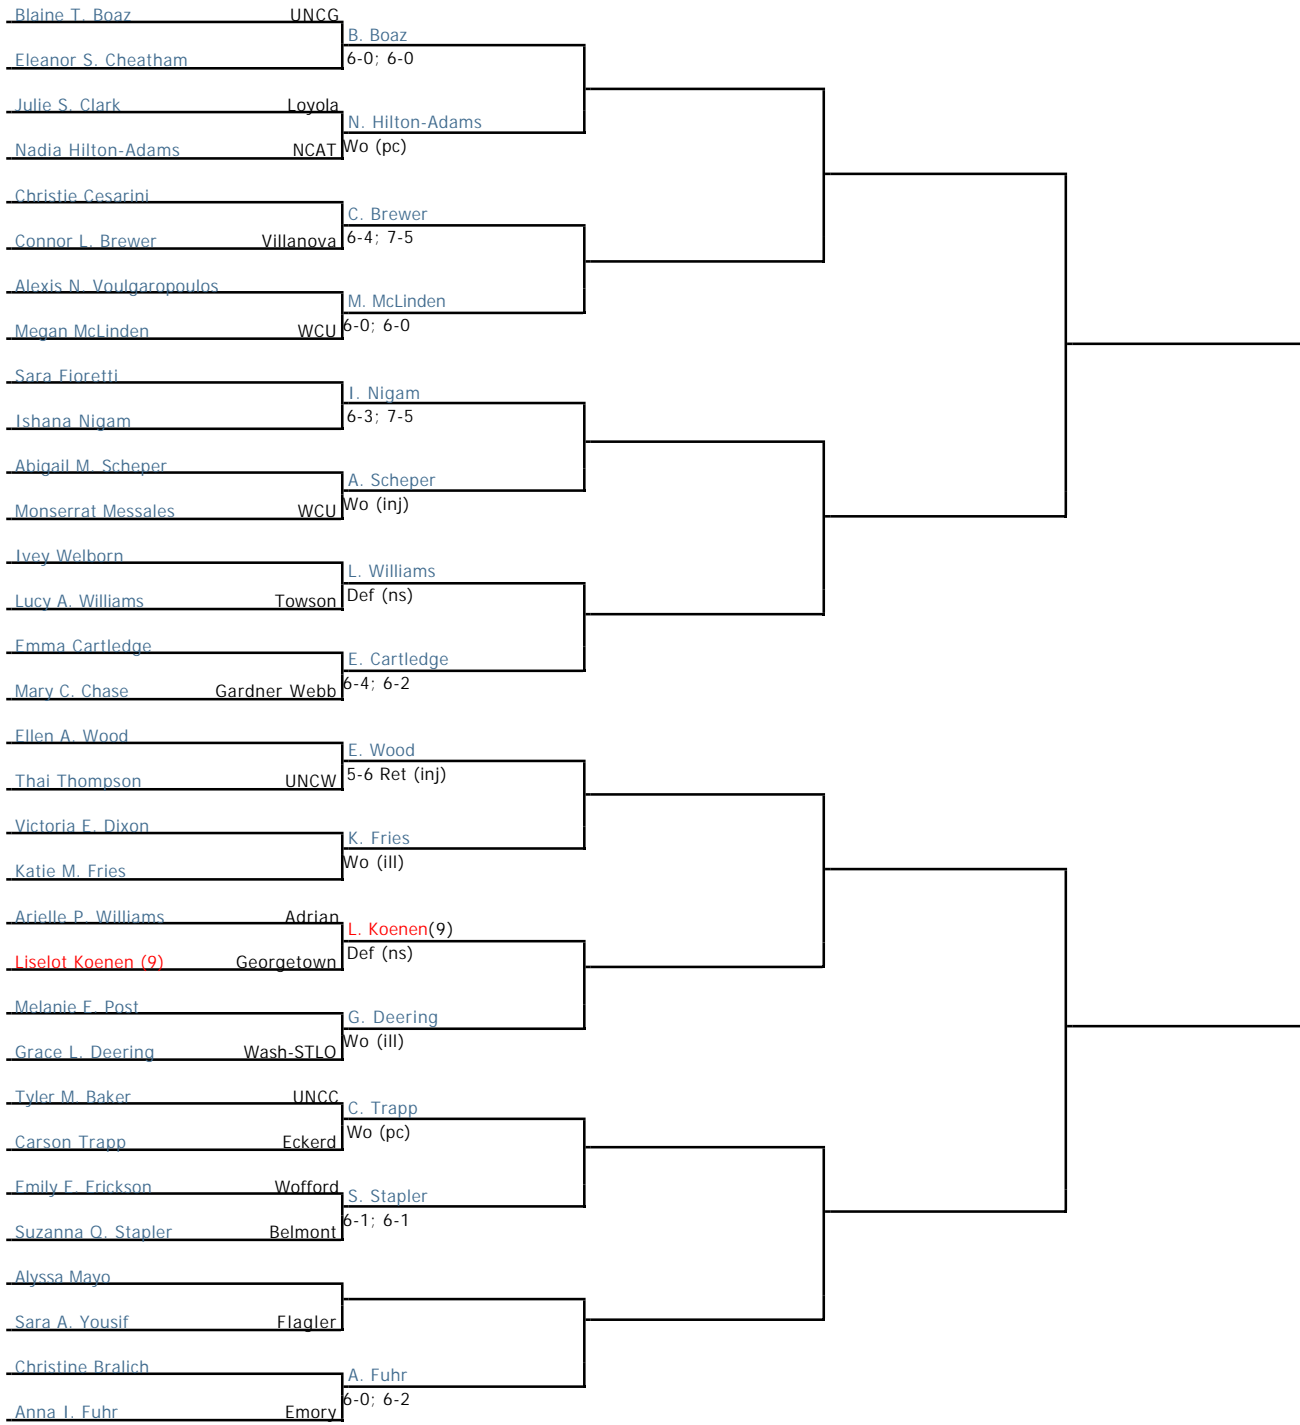 Blaine T. Boaz UNCG
B. Boaz
Eleanor S. Cheatham
6-0; 6-0
Julie S. Clark Loyola
N. Hilton-Adams
Nadia Hilton-Adams NCAT
Wo (pc)
Christie Cesarini
C. Brewer
Connor L. Brewer Villanova
6-4; 7-5
Alexis N. Voulgaropoulos
M. McLinden
Megan McLinden WCU
6-0; 6-0
Sara Fioretti
I. Nigam
Ishana Nigam
6-3; 7-5
Abigail M. Scheper
A. Scheper
Monserrat Messales WCU
Wo (inj)
Ivey Welborn
L. Williams
Lucy A. Williams Towson
Def (ns)
Emma Cartledge
E. Cartledge
Mary C. Chase Gardner Webb
6-4; 6-2
Ellen A. Wood
E. Wood
Thai Thompson UNCW
5-6 Ret (inj)
Victoria E. Dixon
K. Fries
Katie M. Fries
Wo (ill)
Arielle P. Williams Adrian
L. Koenen(9)
Liselot Koenen (9) Georgetown
Def (ns)
Melanie E. Post
G. Deering
Grace L. Deering Wash-STLO
Wo (ill)
Tyler M. Baker UNCC
C. Trapp
Carson Trapp Eckerd
Wo (pc)
Emily E. Erickson Wofford
S. Stapler
Suzanna Q. Stapler Belmont
6-1; 6-1
Alyssa Mayo
Sara A. Yousif Flagler
Christine Bralich
A. Fuhr
Anna I. Fuhr Emory
6-0; 6-2